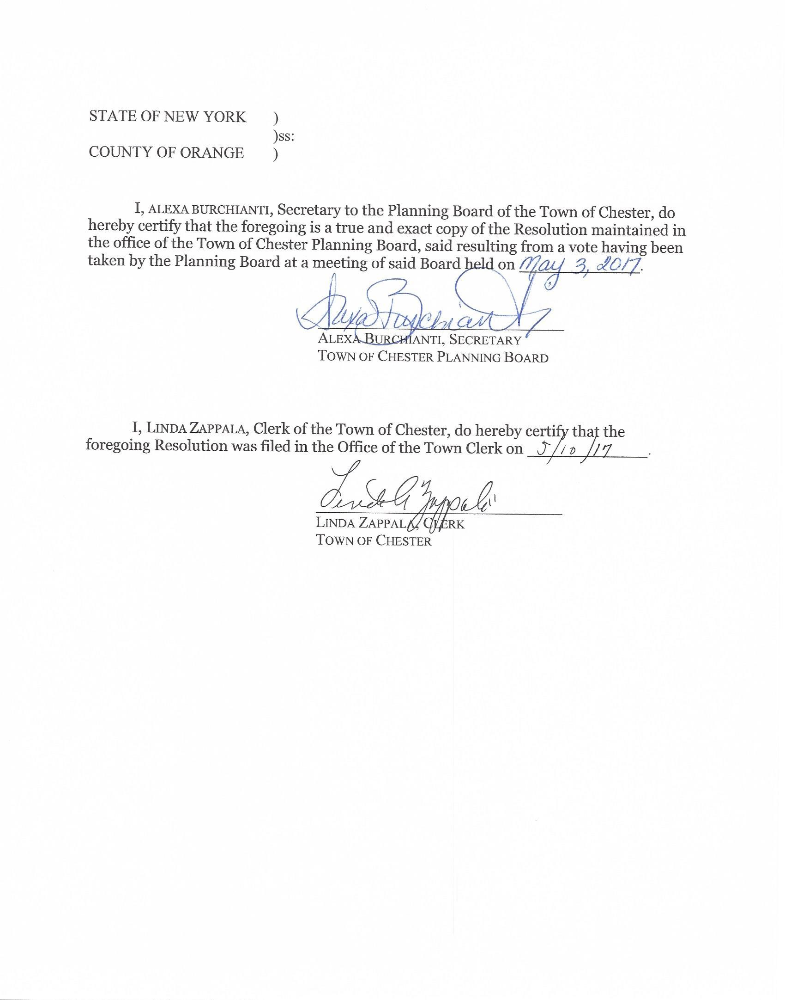 STATE OF NEW YORK )
)ss:
COUNTY OF ORANGE )
I, ALEXA BURCHIANTI, Secretary to the Planning Board of the Town of Chester, do
hereby certify that the foregoing is a true and exact copy of the Resolution maintained in
the office of the Town of Chester Planning Board, said resulting from a vote having been
taken by the Planning Board at a meeting of said Board held on May 3, 2017.
Alexa Burchianti
ALEXA BURCHIANTI, SECRETARY
TOWN OF CHESTER PLANNING BOARD
I, LINDA ZAPPALA, Clerk of the Town of Chester, do hereby certify that the
foregoing Resolution was filed in the Office of the Town Clerk on 5/10/17.
Linda A Zappala
LINDA ZAPPALA, CLERK
TOWN OF CHESTER